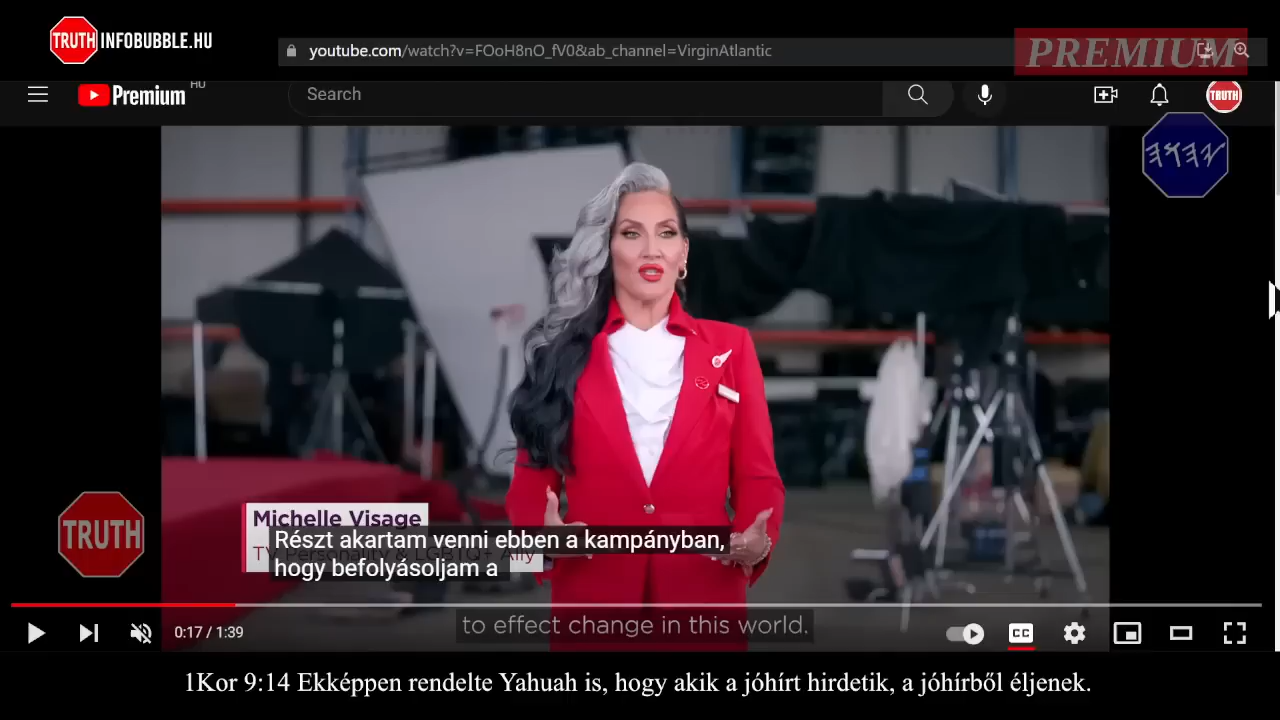 TRUTH INFOBUBBLE.HU
youtube.com/watch?v=FOoH8nO_fV0&ab_channel=VirginAtlantic
PREMIUM
Premium HU
Search
TRUTH
𐤉𐤄𐤅𐤄
TRUTH
Michelle Visage
TV Personality & LGBTQ+ Ally
Részt akartam venni ebben a kampányban,
hogy befolyásoljam a
to effect change in this world.
0:17 / 1:39
CC
1Kor 9:14 Ekképpen rendelte Yahuah is, hogy akik a jóhírt hirdetik, a jóhírből éljenek.